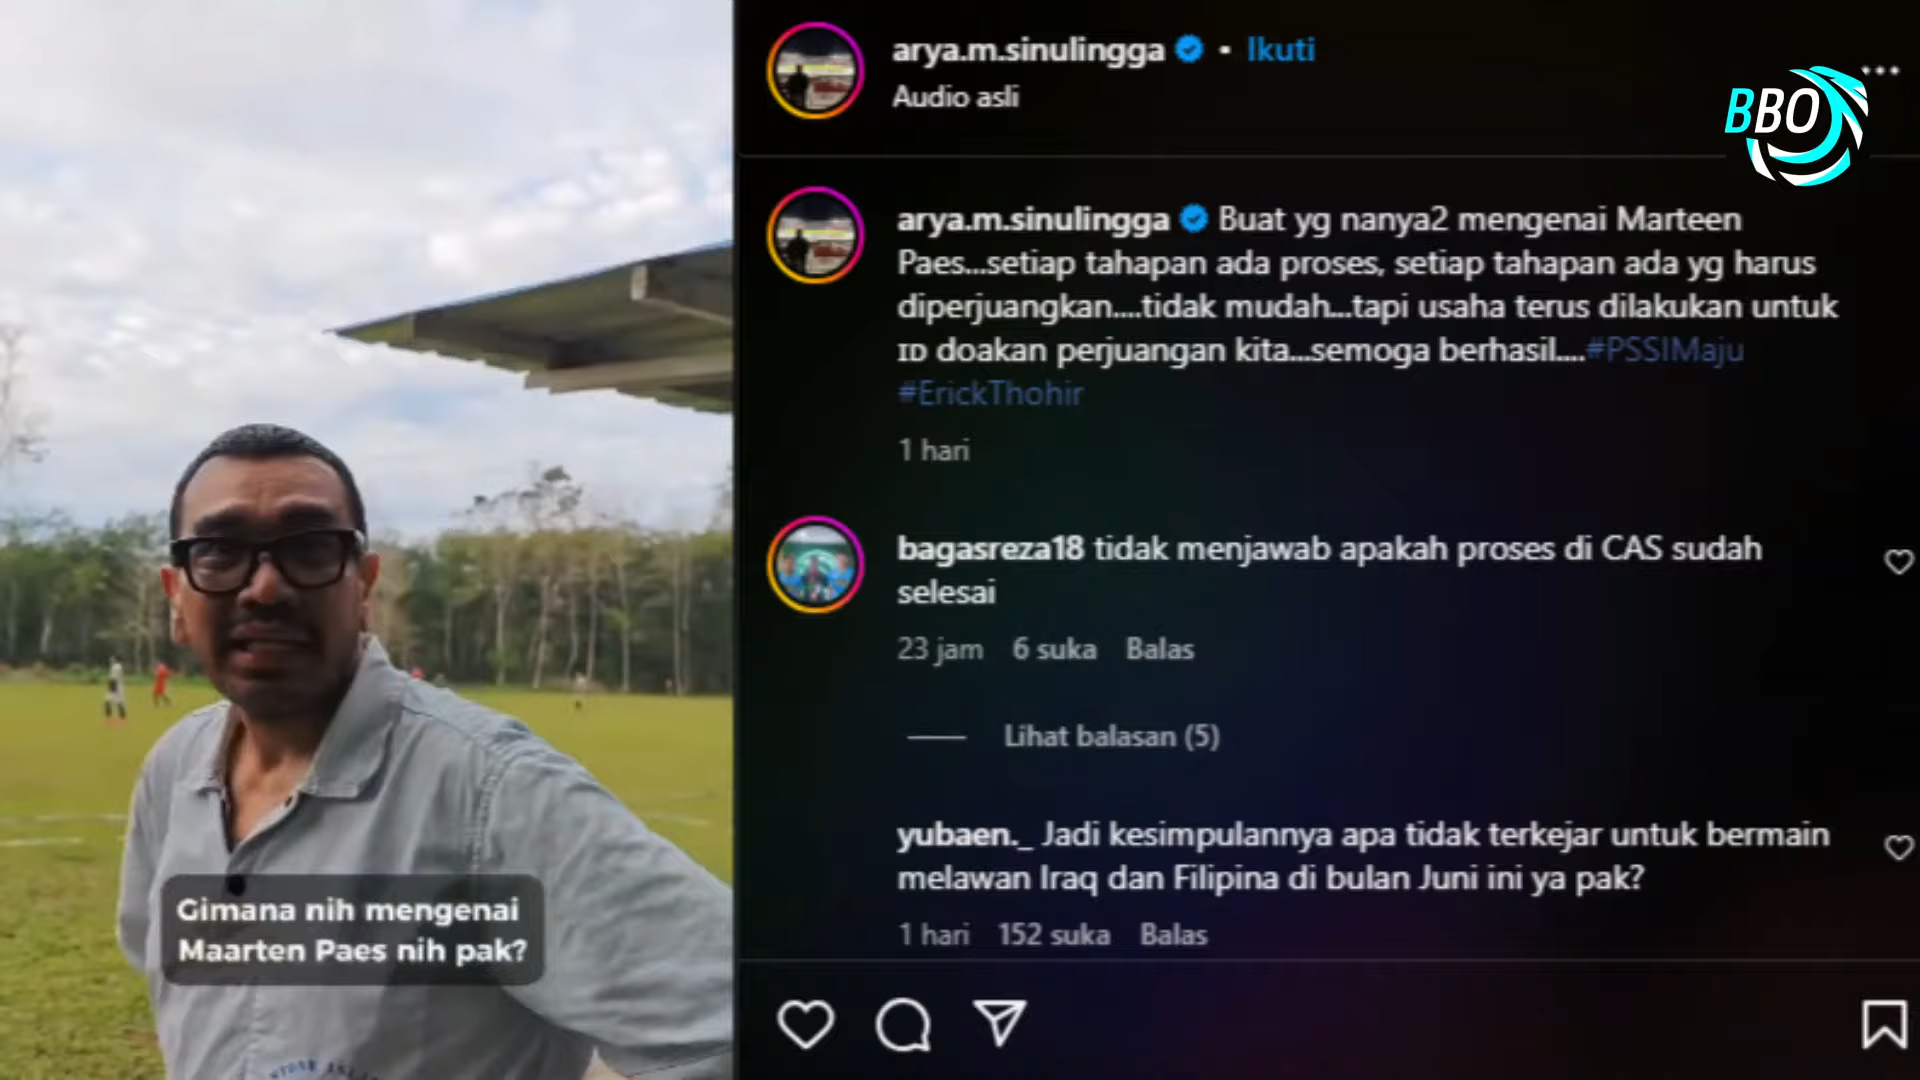 arya.m.sinulingga • Ikuti
Audio asli
BBO
arya.m.sinulingga Buat yg nanya2 mengenai Marteen
Paes...setiap tahapan ada proses, setiap tahapan ada yg harus
diperjuangkan....tidak mudah...tapi usaha terus dilakukan untuk
ID doakan perjuangan kita...semoga berhasil....#PSSIMaju
#ErickThohir
1 hari
bagasreza18 tidak menjawab apakah proses di CAS sudah
selesai
23 jam 6 suka Balas
Lihat balasan (5)
yubaen._ Jadi kesimpulannya apa tidak terkejar untuk bermain
melawan Iraq dan Filipina di bulan Juni ini ya pak?
1 hari 152 suka Balas
Gimana nih mengenai
Maarten Paes nih pak?